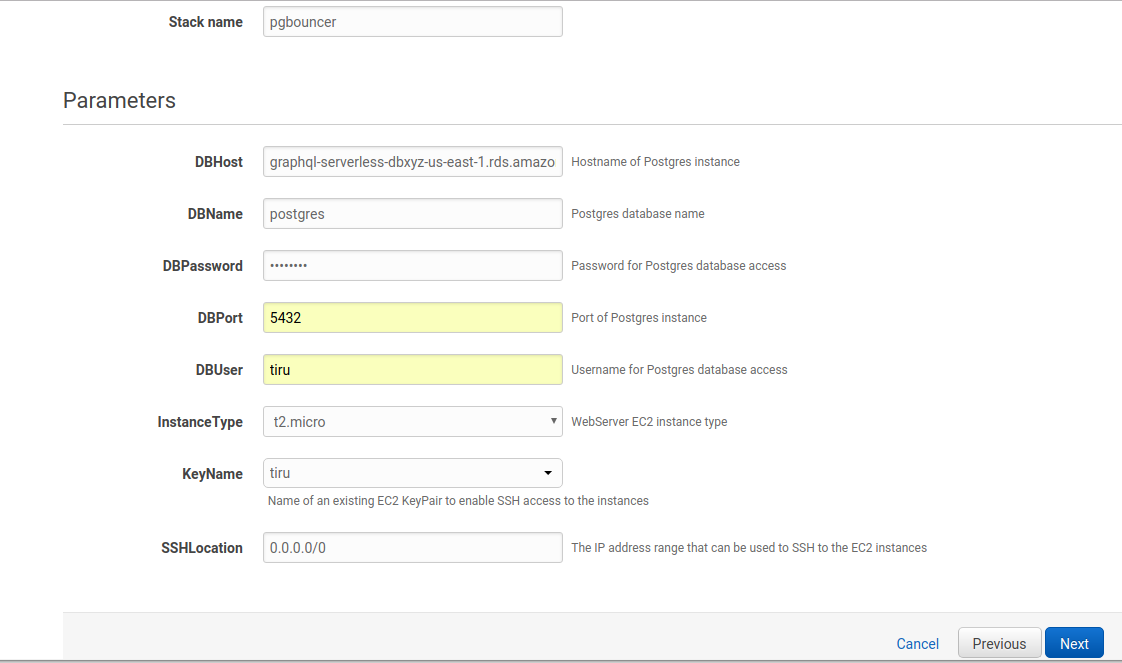 Stack name pgbouncer
Parameters
DBHost graphql-serverless-dbxyz-us-east-1.rds.amazo Hostname of Postgres instance
DBName postgres Postgres database name
DBPassword •••••••• Password for Postgres database access
DBPort 5432 Port of Postgres instance
DBUser tiru Username for Postgres database access
InstanceType t2.micro WebServer EC2 instance type
KeyName tiru
Name of an existing EC2 KeyPair to enable SSH access to the instances
SSHLocation 0.0.0.0/0 The IP address range that can be used to SSH to the EC2 instances
Cancel Previous Next